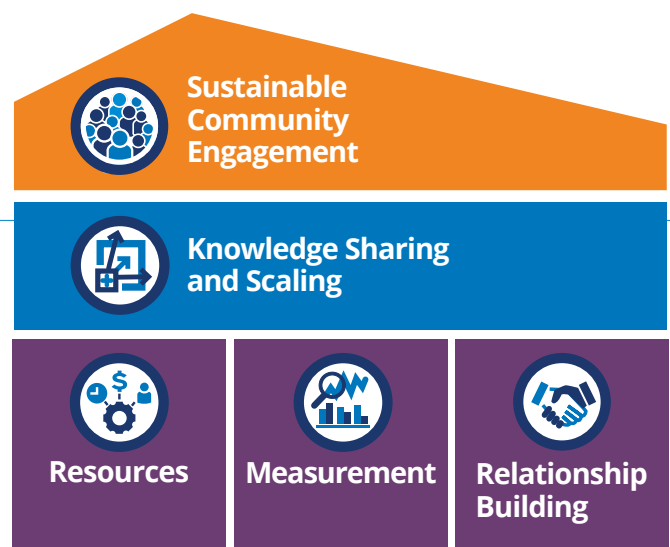 Sustainable
Community
Engagement
Knowledge Sharing
and Scaling
$
Resources
Measurement
Relationship
Building